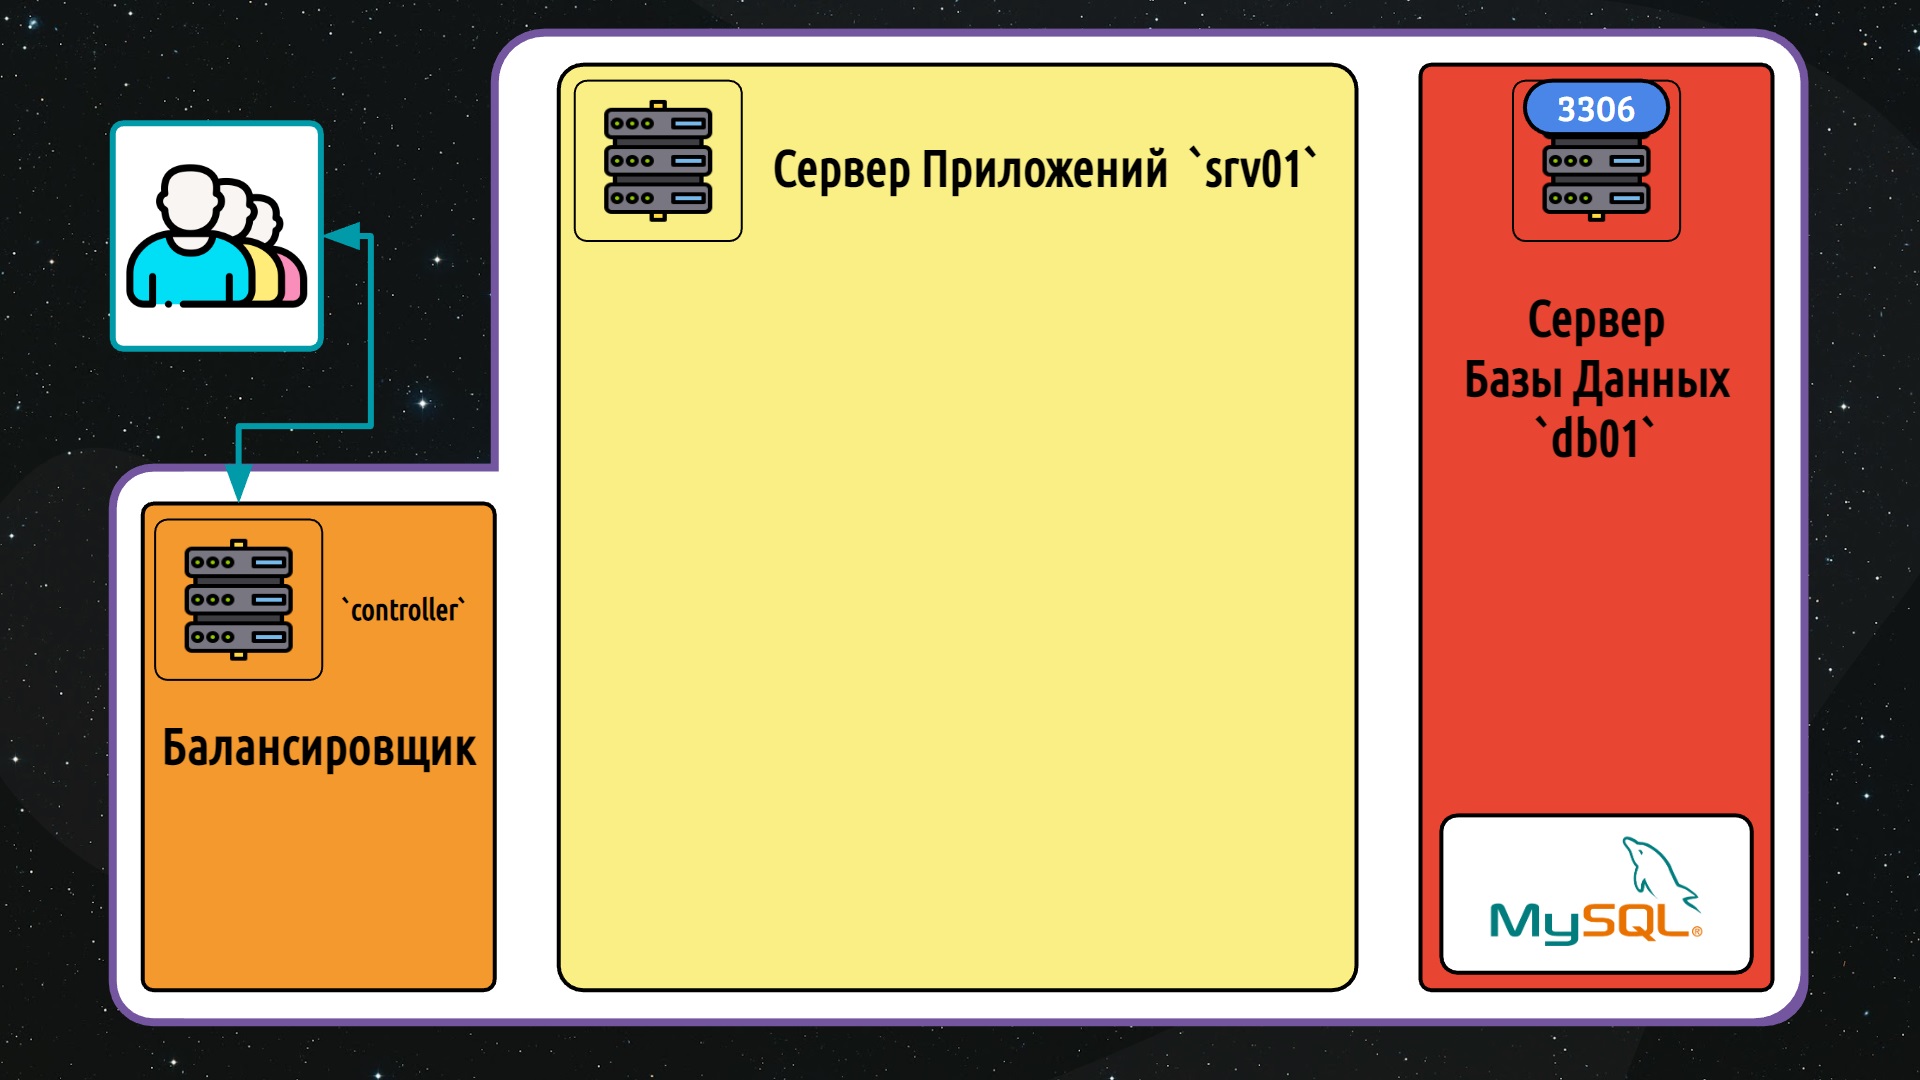 Сервер Приложений `srv01`
3306
Сервер
Базы Данных
`db01`
`controller`
Балансировщик
MySQL®